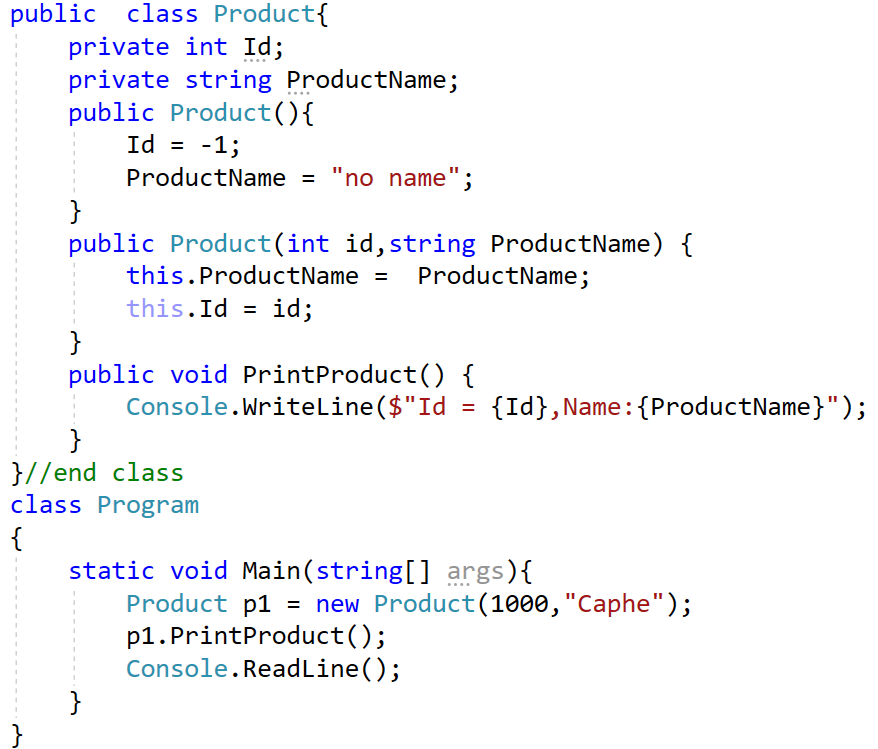 public  class Product{
    private int Id;
    private string ProductName;
    public Product(){
        Id = -1;
        ProductName = "no name";
    }
    public Product(int id,string ProductName) {
        this.ProductName =  ProductName;
        this.Id = id;
    }
    public void PrintProduct() {
        Console.WriteLine($"Id = {Id},Name:{ProductName}");
    }
}//end class
class Program
{
    static void Main(string[] args){
        Product p1 = new Product(1000,"Caphe");
        p1.PrintProduct();
        Console.ReadLine();
    }
}